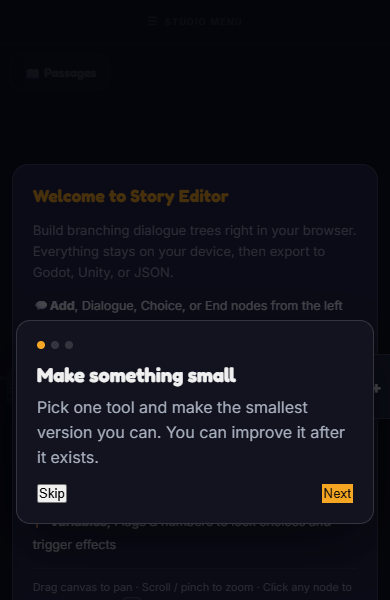 STUDIO MENU
Passages
Welcome to Story Editor
Build branching dialogue trees right in your browser.
Everything stays on your device, then export to
Godot, Unity, or JSON.
Add, Dialogue, Choice, or End nodes from the left
Make something small
Pick one tool and make the smallest
version you can. You can improve it after
it exists.
Skip
Next
trigger effects
Drag canvas to pan · Scroll / pinch to zoom · Click any node to